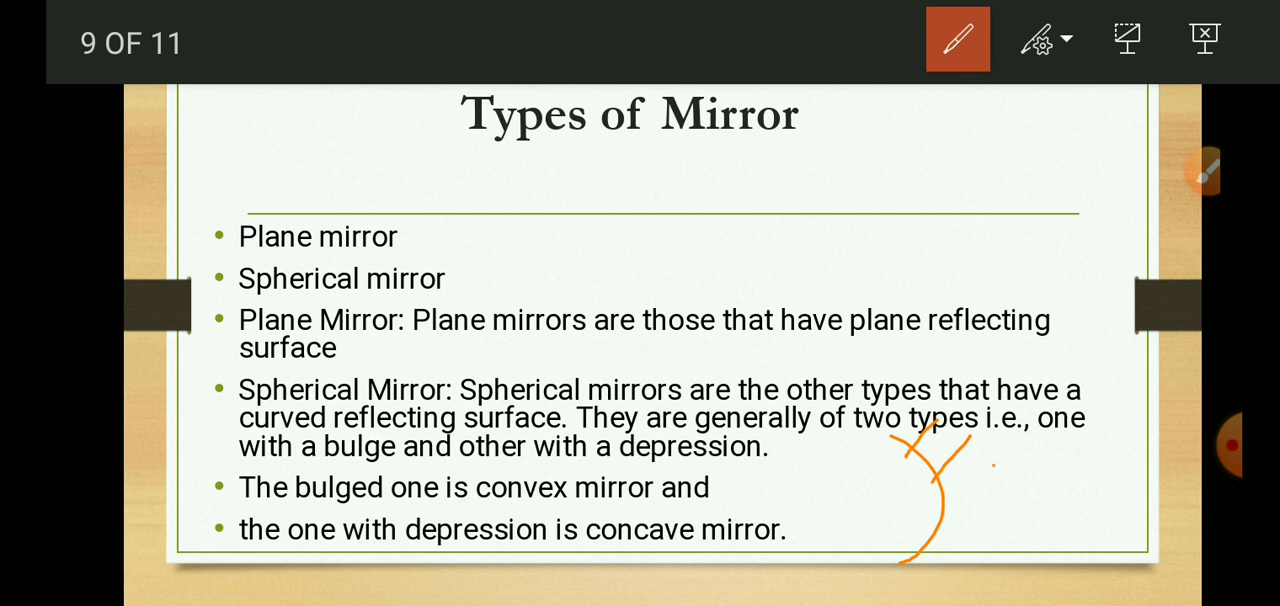 9 OF 11
Types of Mirror
• Plane mirror
• Spherical mirror
• Plane Mirror: Plane mirrors are those that have plane reflecting
surface
• Spherical Mirror: Spherical mirrors are the other types that have a
curved reflecting surface. They are generally of two types i.e., one
with a bulge and other with a depression.
• The bulged one is convex mirror and
• the one with depression is concave mirror.